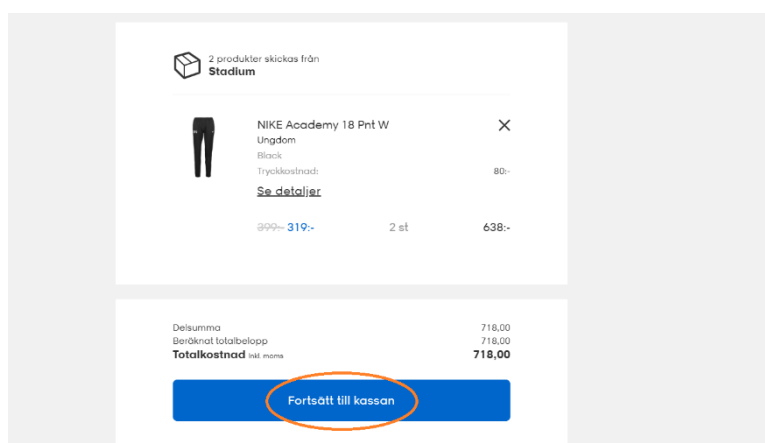 2 produkter skickas från
Stadium
NIKE Academy 18 Pnt W
Ungdom
Black
Tryckkostnad: 80:-
Se detaljer
399:- 319:- 2 st 638:-
Delsumma 718,00
Beräknat totalbelopp 718,00
Totalkostnad Inkl. moms 718,00
Fortsätt till kassan